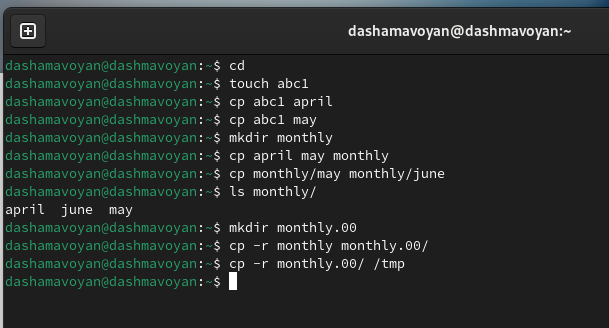 dashamavoyan@dashmavoyan:~
dashamavoyan@dashmavoyan:~$ cd
dashamavoyan@dashmavoyan:~$ touch abc1
dashamavoyan@dashmavoyan:~$ cp abc1 april
dashamavoyan@dashmavoyan:~$ cp abc1 may
dashamavoyan@dashmavoyan:~$ mkdir monthly
dashamavoyan@dashmavoyan:~$ cp april may monthly
dashamavoyan@dashmavoyan:~$ cp monthly/may monthly/june
dashamavoyan@dashmavoyan:~$ ls monthly/
april  june  may
dashamavoyan@dashmavoyan:~$ mkdir monthly.00
dashamavoyan@dashmavoyan:~$ cp -r monthly monthly.00/
dashamavoyan@dashmavoyan:~$ cp -r monthly.00/ /tmp
dashamavoyan@dashmavoyan:~$